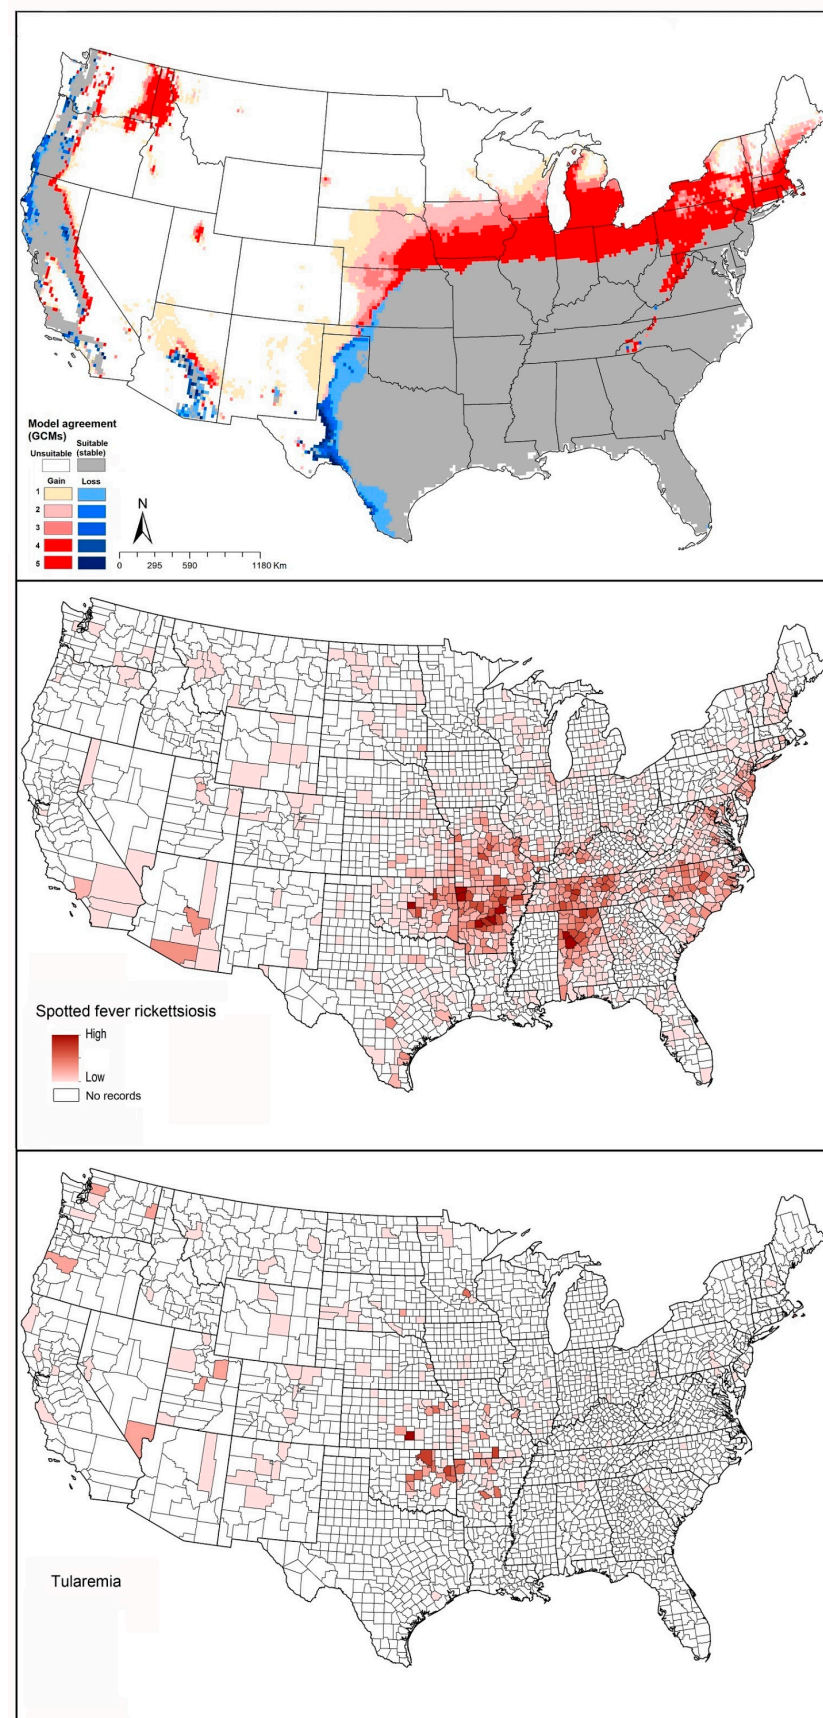 Model agreement
(GCMs)
Unsuitable
Suitable
(stable)
Gain Loss
1
2
3
4
5
N
0 295 590 1180 Km
Spotted fever rickettsiosis
High
Low
No records
Tularemia